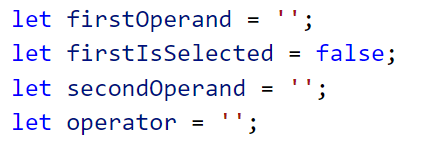 let firstOperand = '';
let firstIsSelected = false;
let secondOperand = '';
let operator = '';